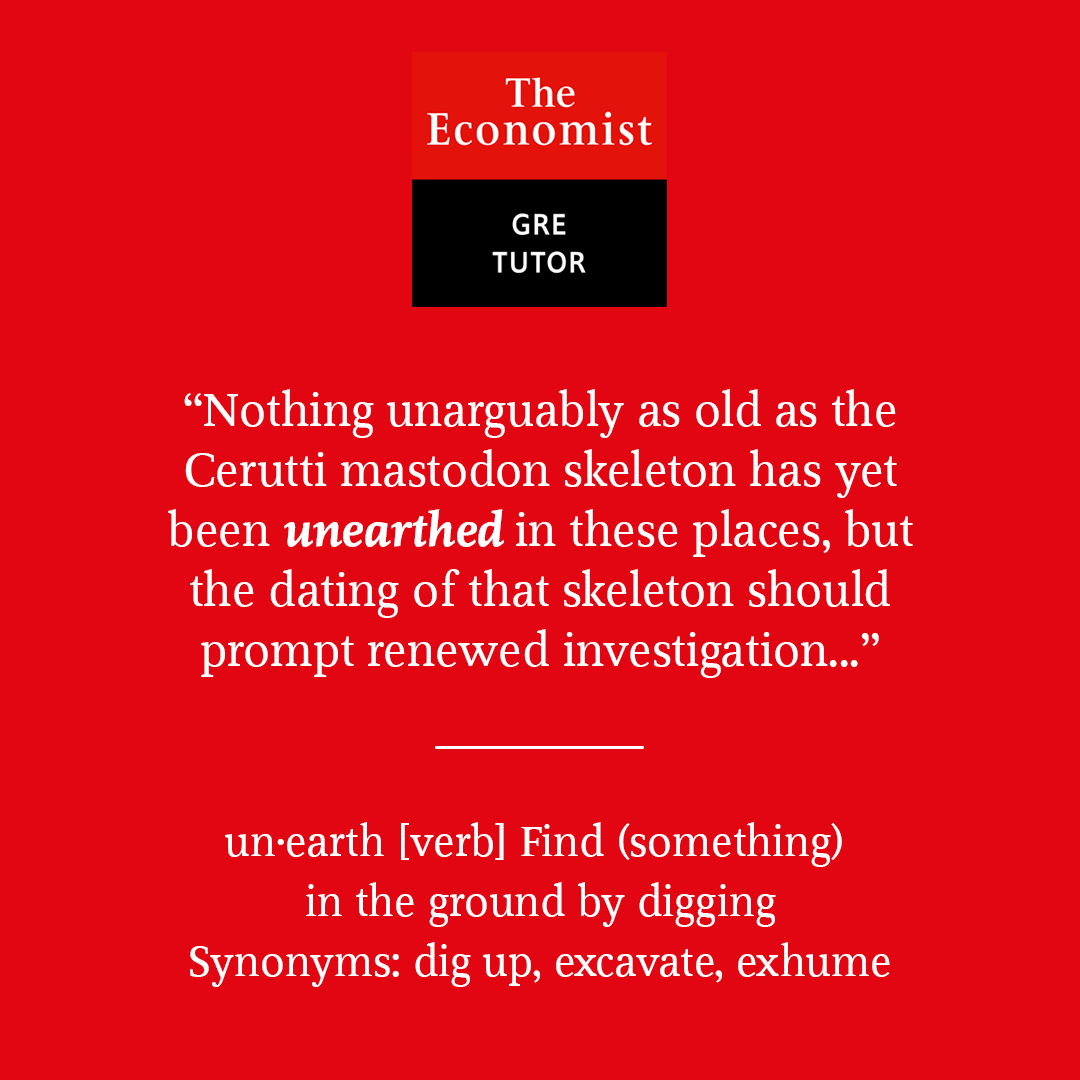 The
Economist
GRE
TUTOR
“Nothing unarguably as old as the
Cerutti mastodon skeleton has yet
been unearthed in these places, but
the dating of that skeleton should
prompt renewed investigation...”
un·earth [verb] Find (something)
in the ground by digging
Synonyms: dig up, excavate, exhume